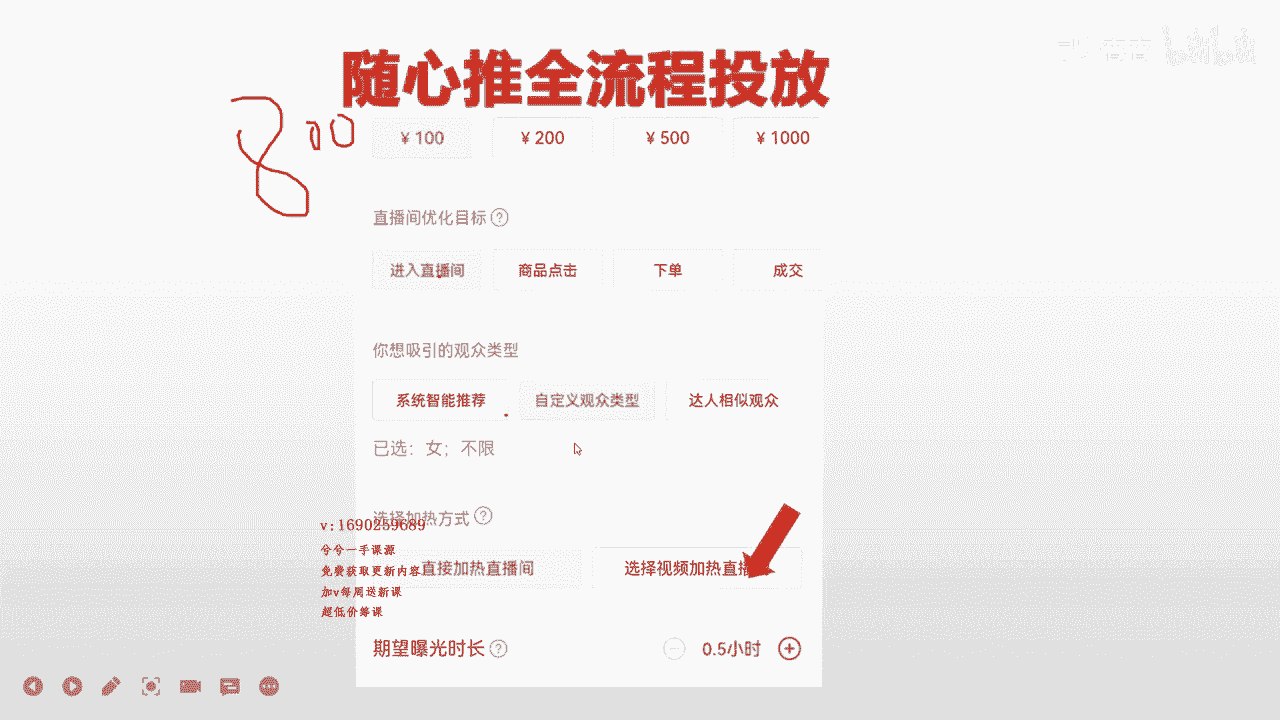 随心推全流程投放
800
¥ 100 ¥ 200 ¥ 500 ¥ 1000
直播间优化目标 ?
进入直播间 商品点击 下单 成交
你想吸引的观众类型
系统智能推荐 自定义观众类型 达人相似观众
已选：女；不限
选择加热方式 ?
v:1690259689
兮兮一手课源
直接加热直播间 选择视频加热直播
免费获取更新内容
加v每周送新课
超低价筹课
期望曝光时长 ? 0.5小时